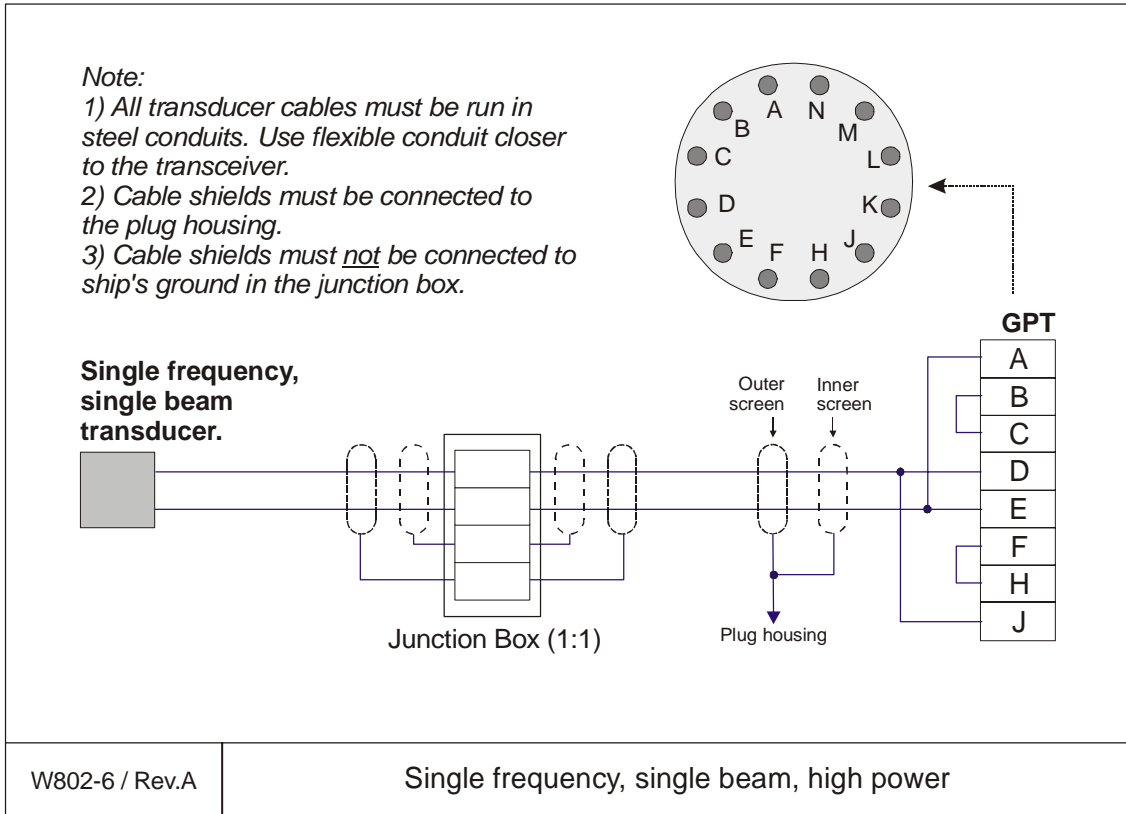 Note:
1) All transducer cables must be run in
steel conduits. Use flexible conduit closer
to the transceiver.
2) Cable shields must be connected to
the plug housing.
3) Cable shields must not be connected to
ship's ground in the junction box.
A
N
B
M
C
L
D
K
E
J
F
H
GPT
A
B
C
D
E
F
H
J
Single frequency,
single beam
transducer.
Outer
screen
Inner
screen
Junction Box (1:1)
Plug housing
W802-6 / Rev.A
Single frequency, single beam, high power